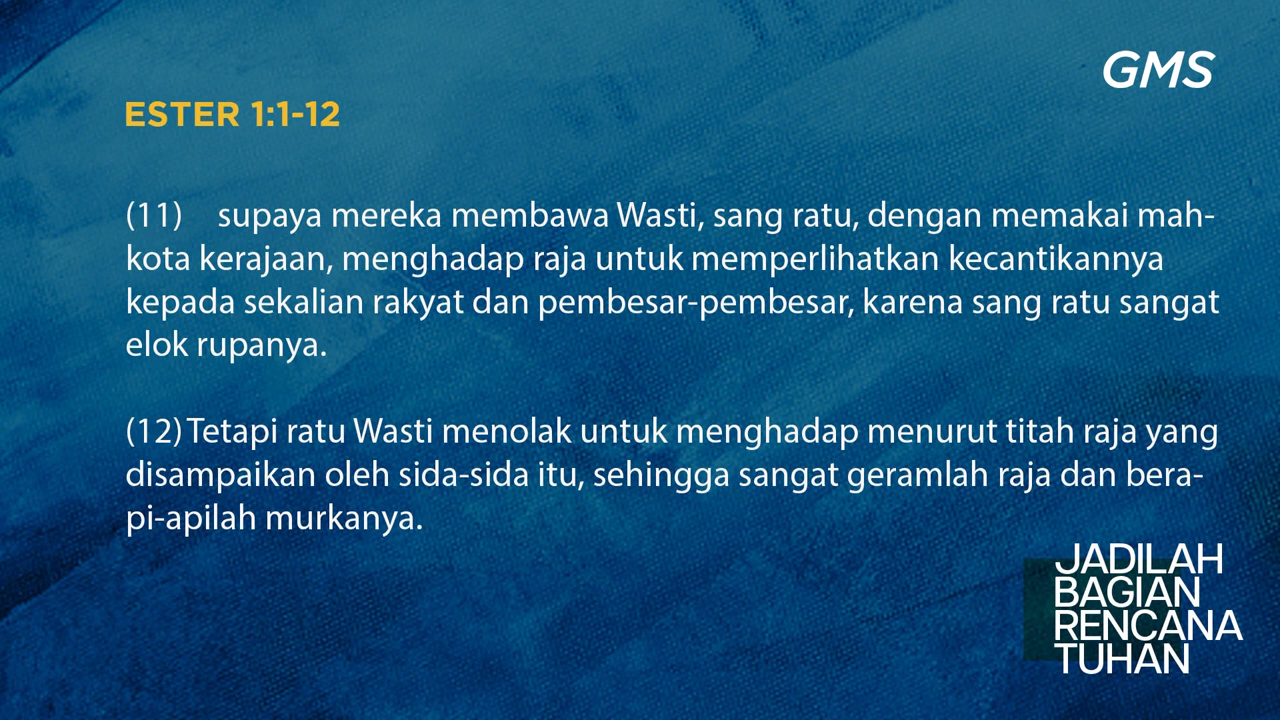 GMS
ESTER 1:1-12
(11) supaya mereka membawa Wasti, sang ratu, dengan memakai mah-
kota kerajaan, menghadap raja untuk memperlihatkan kecantikannya
kepada sekalian rakyat dan pembesar-pembesar, karena sang ratu sangat
elok rupanya.
(12) Tetapi ratu Wasti menolak untuk menghadap menurut titah raja yang
disampaikan oleh sida-sida itu, sehingga sangat geramlah raja dan bera-
pi-apilah murkanya.
JADILAH
BAGIAN
RENCANA
TUHAN